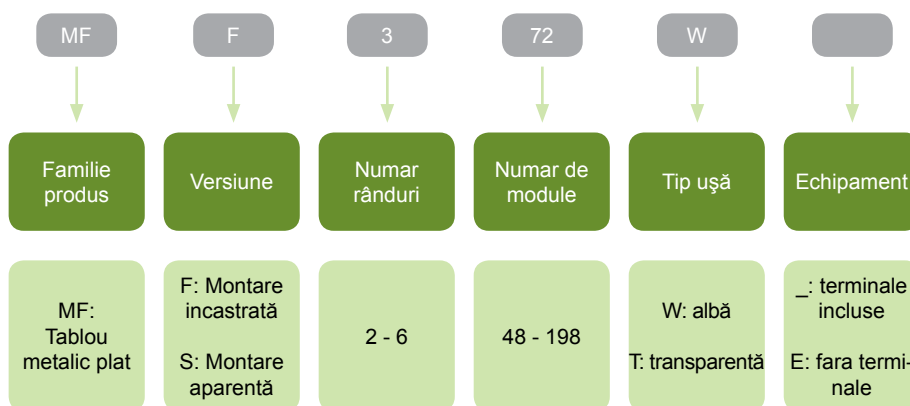 MF F 3 72 W
Familie
produs
Versiune
Numar
rânduri
Numar de
module
Tip uşă
Echipament
MF:
Tablou
metalic plat
F: Montare
incastrată
S: Montare
aparentă
2 - 6
48 - 198
W: albă
T: transparentă
_: terminale
incluse
E: fara termi-
nale